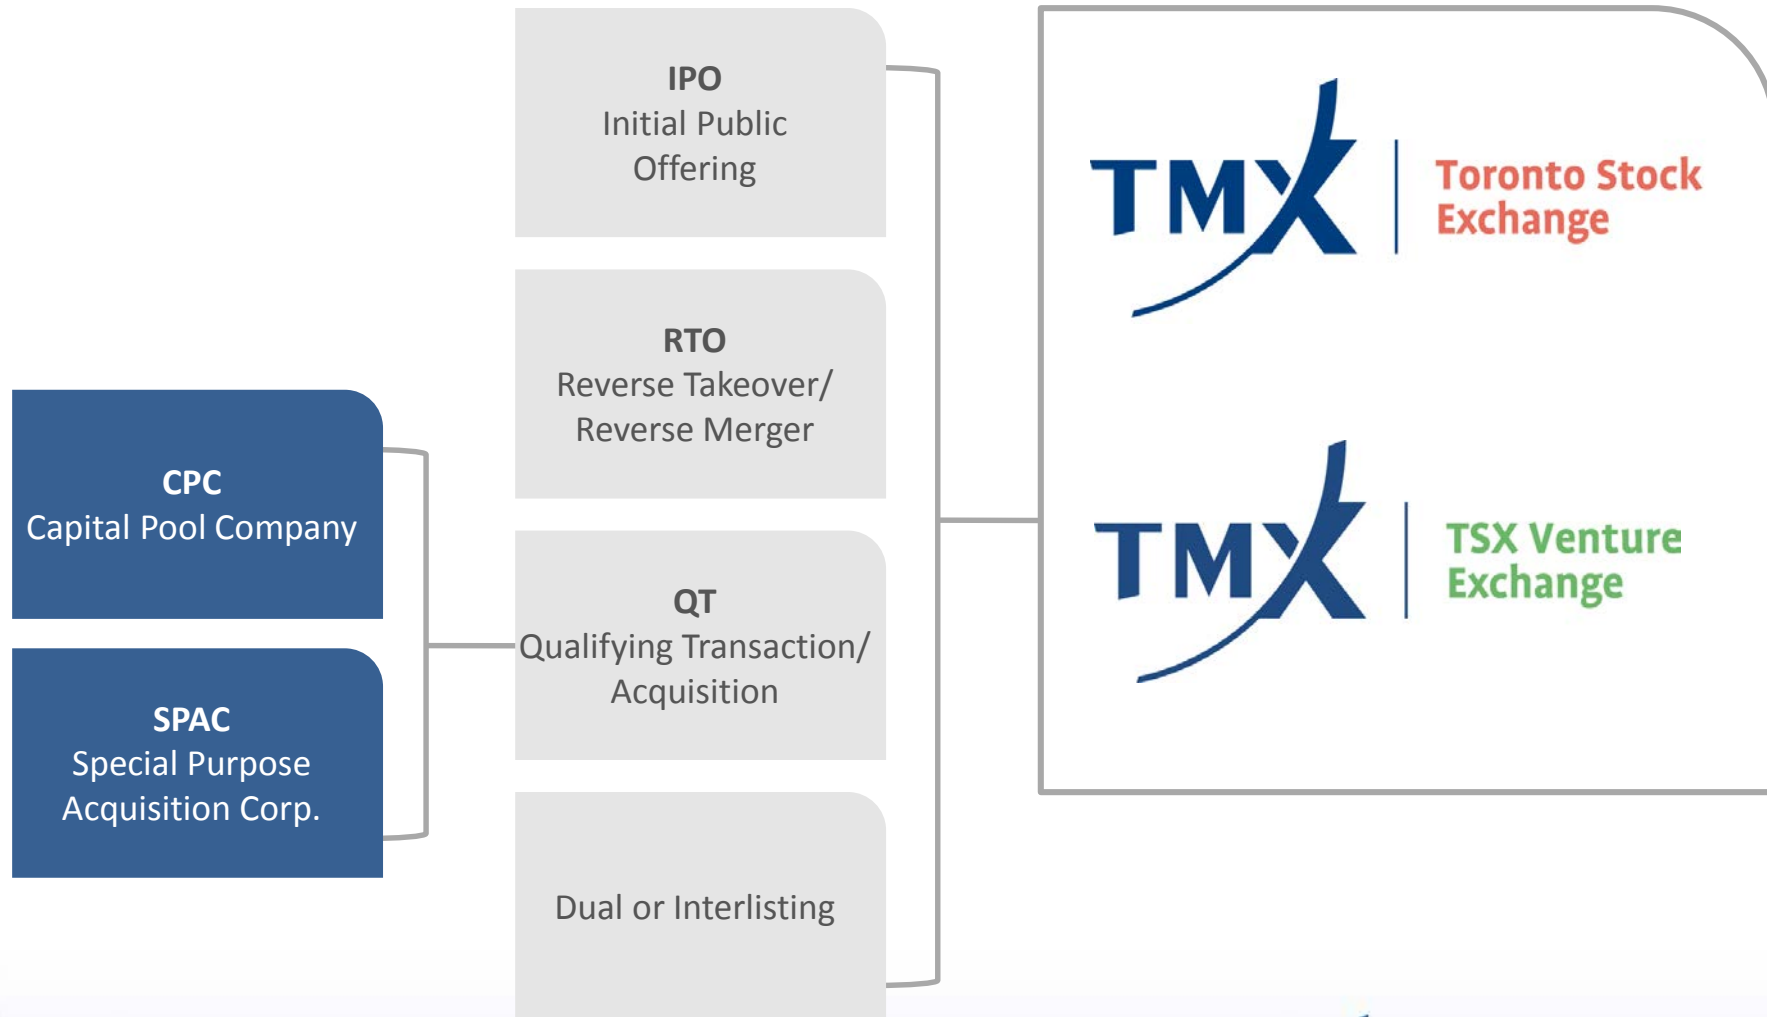 IPO
Initial Public
Offering
RTO
Reverse Takeover/
Reverse Merger
QT
Qualifying Transaction/
Acquisition
Dual or Interlisting
CPC
Capital Pool Company
SPAC
Special Purpose
Acquisition Corp.
TMX
Toronto Stock
Exchange
TMX
TSX Venture
Exchange